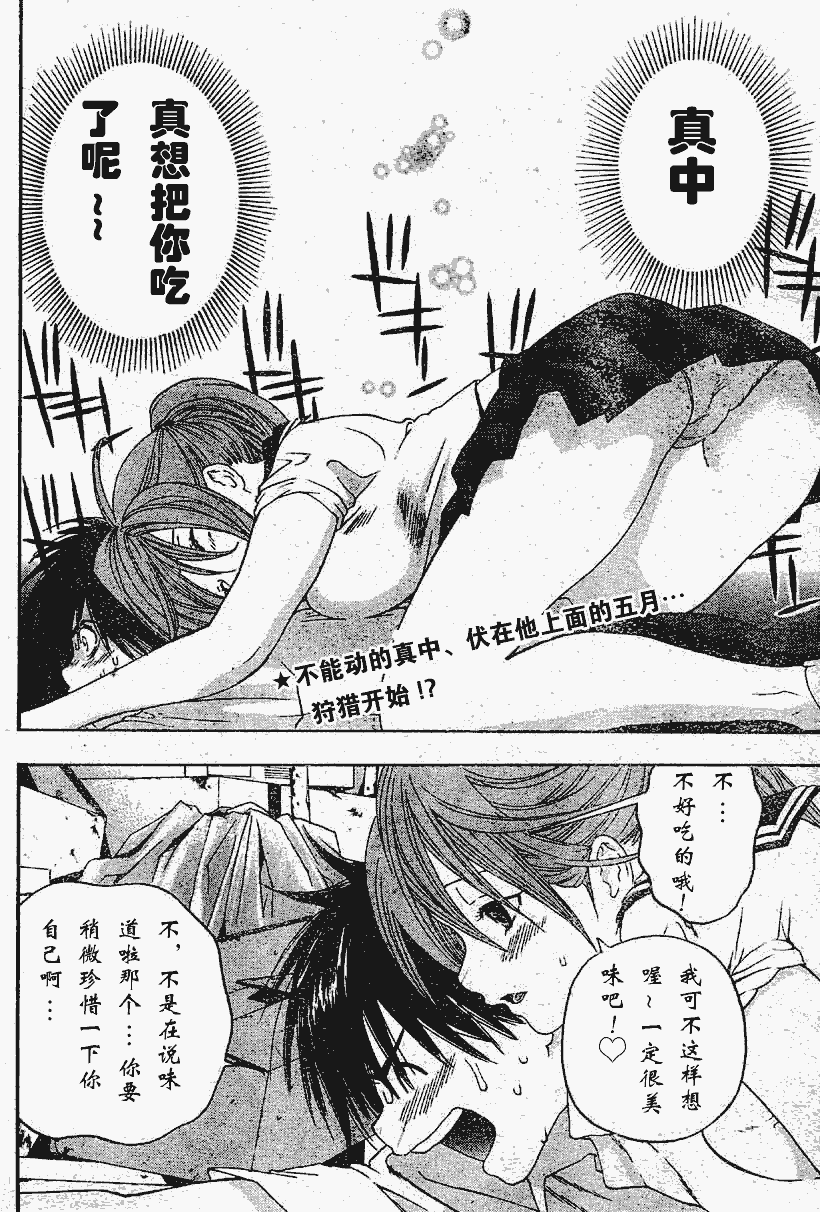 真中
真想把你吃
了呢~~
★不能动的真中、伏在他上面的五月…
狩猎开始!?
不…
不好吃的哦!
我可不这样想
喔~一定很美
味吧!♡
不,不是在说味
道啦那个…你要
稍微珍惜一下你
自己啊…